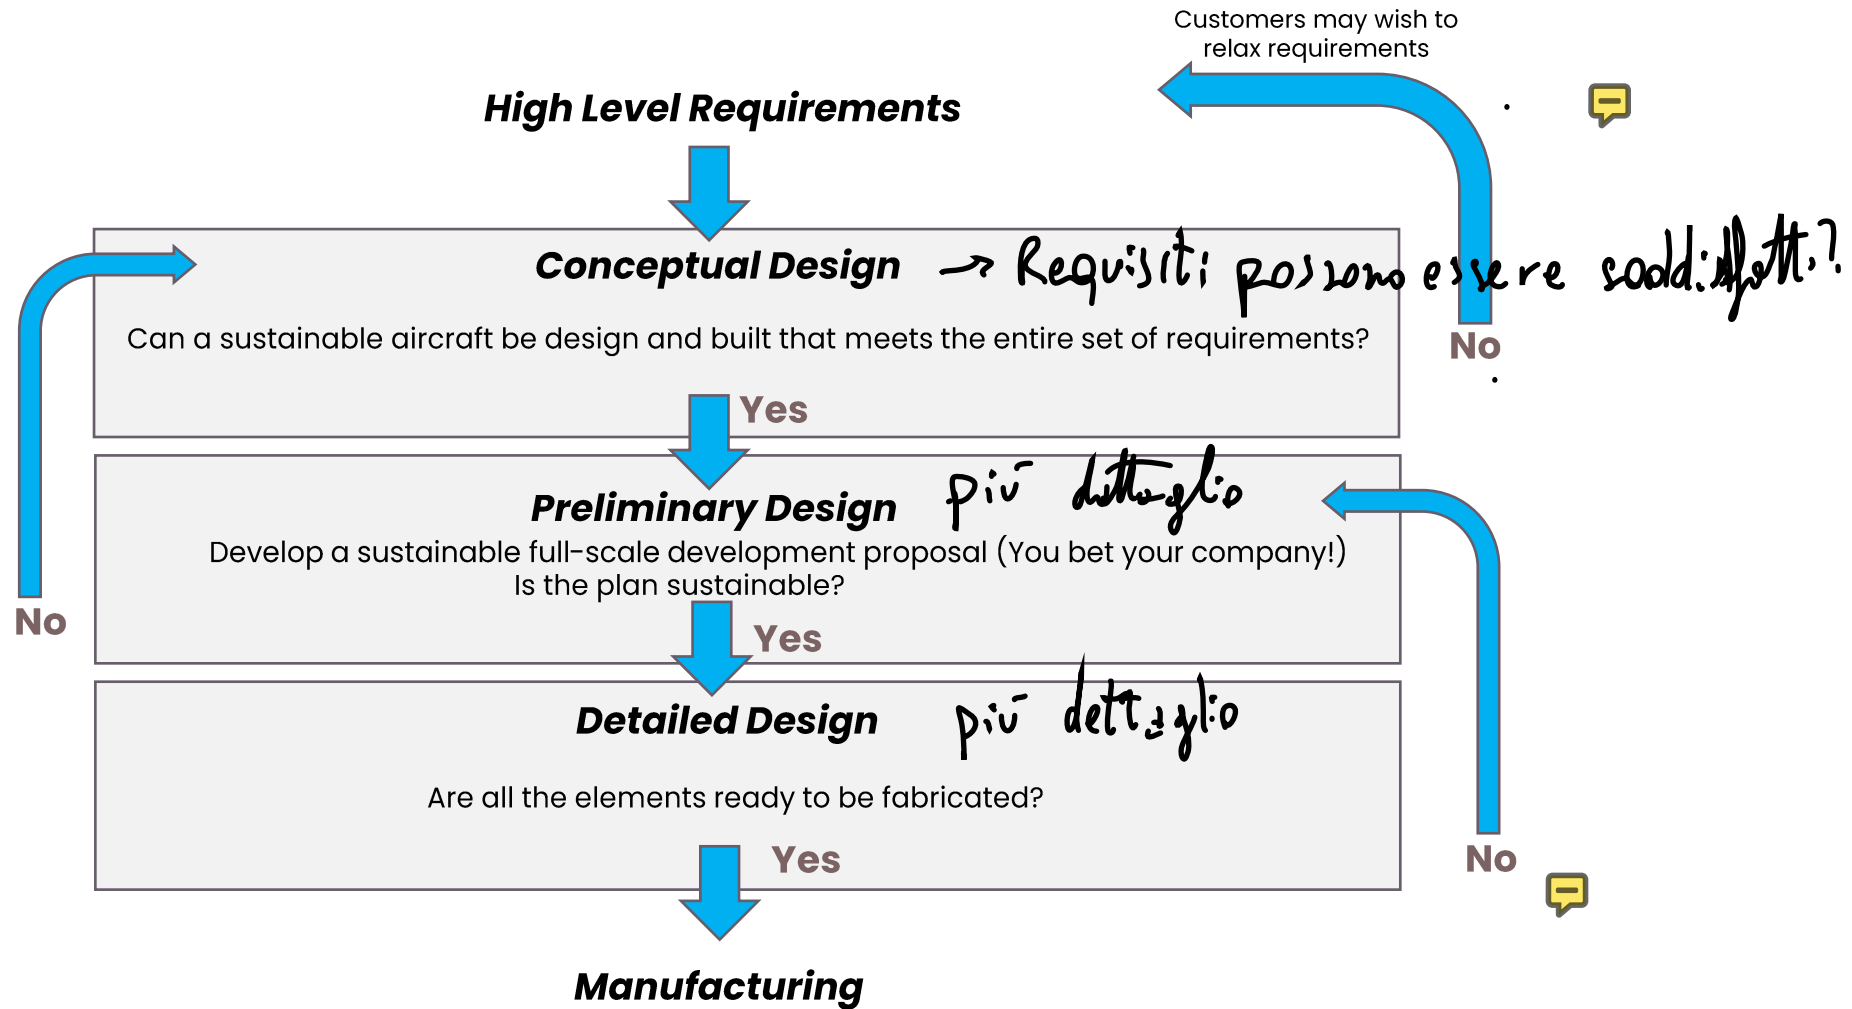 Customers may wish to
relax requirements
High Level Requirements
Conceptual Design → Requisiti possono essere soddisfatti?
Can a sustainable aircraft be design and built that meets the entire set of requirements?
No
Yes
Preliminary Design più dettaglio
Develop a sustainable full-scale development proposal (You bet your company!)
Is the plan sustainable?
No
Yes
Detailed Design più dettaglio
Are all the elements ready to be fabricated?
Yes
No
Manufacturing